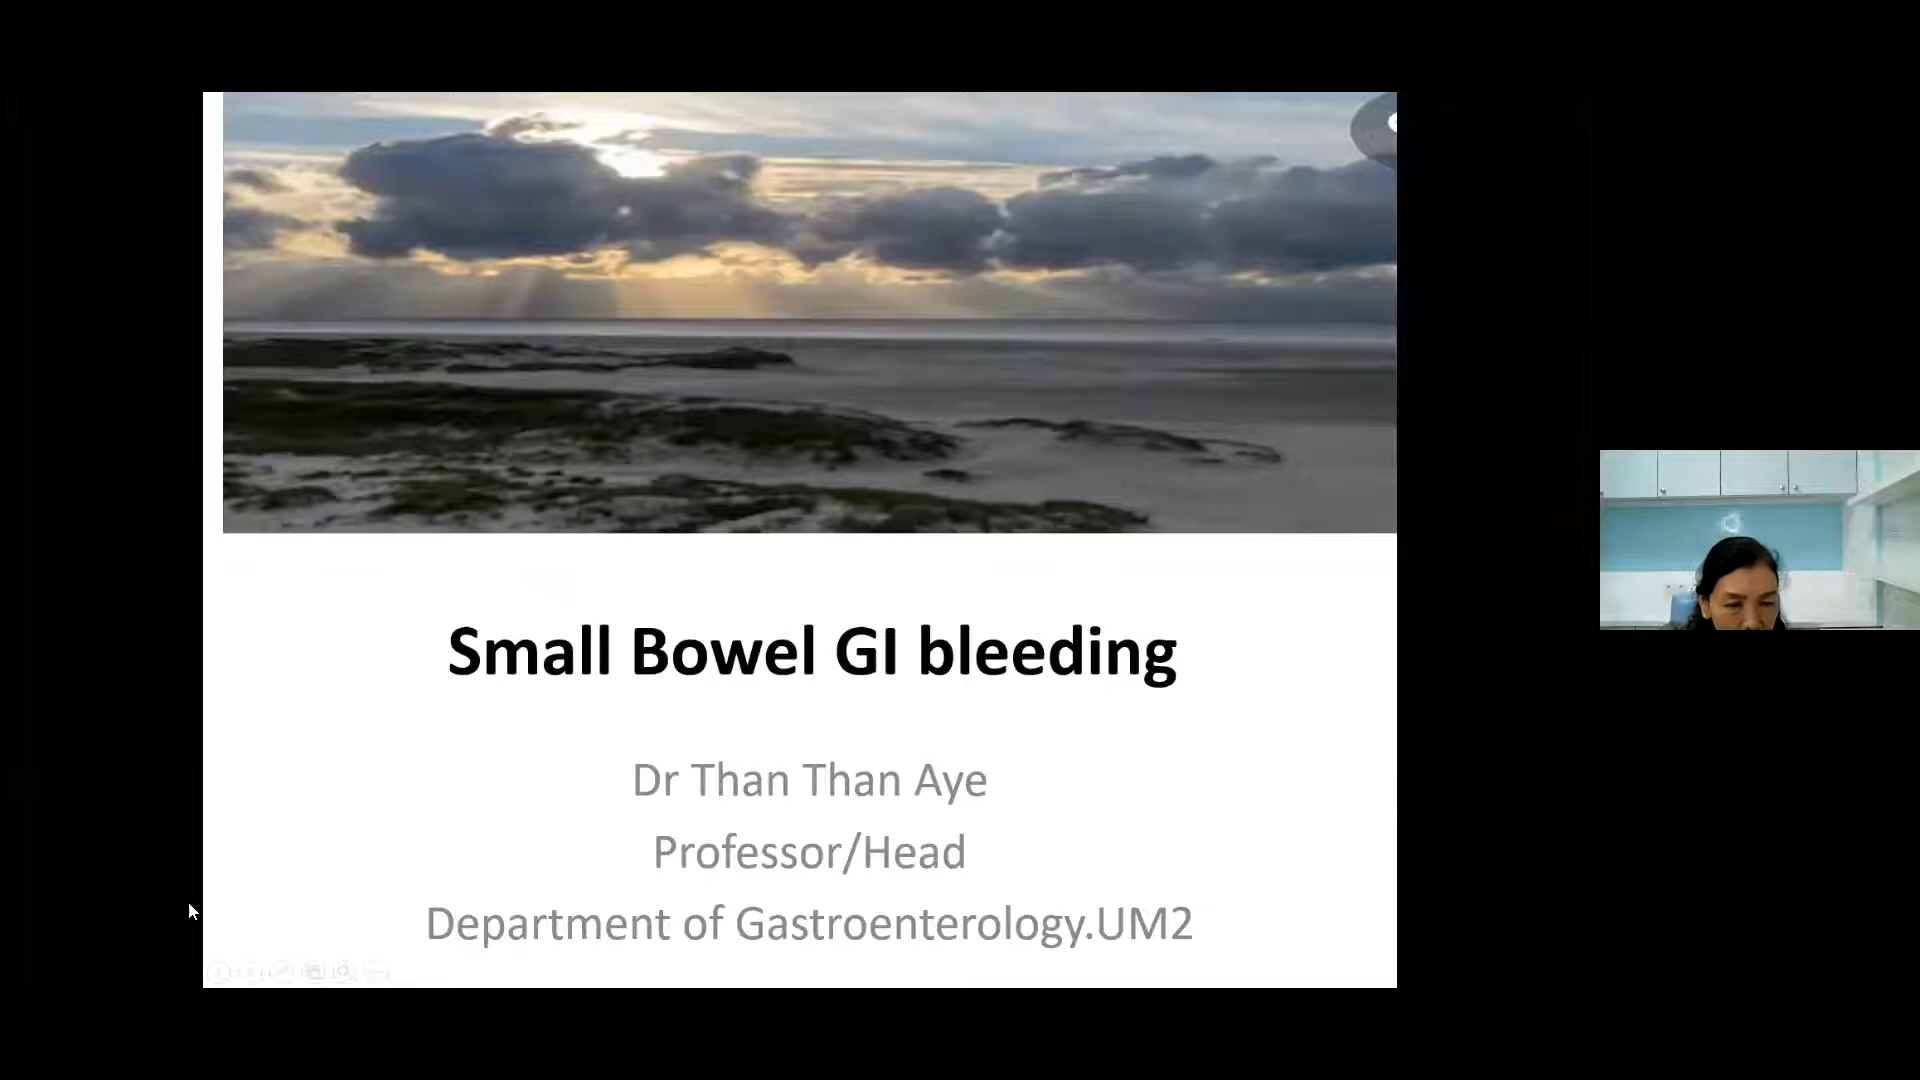 Small Bowel GI bleeding
Dr Than Than Aye
Professor/Head
Department of Gastroenterology.UM2